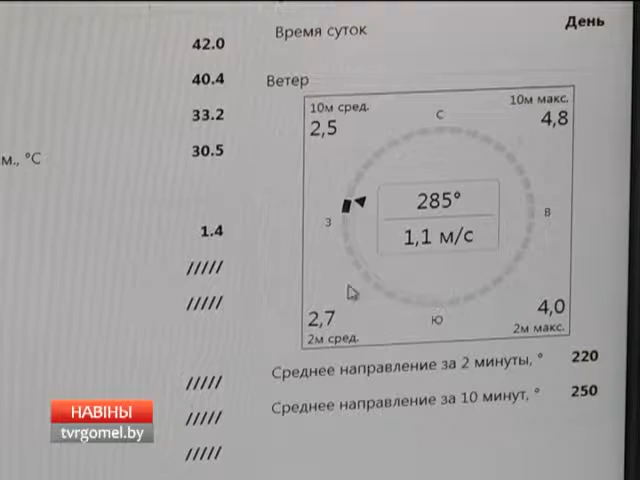 42.0
40.4
33.2
м., °C
30.5
1.4
/////
/////
/////
/////
/////
Время суток
День
Ветер
10м сред.
2,5
С
10м макс.
4,8
З
285°
1,1 м/с
В
2,7
2м сред.
Ю
4,0
2м макс.
Среднее направление за 2 минуты, °
220
Среднее направление за 10 минут, °
250
НАВІНЫ
tvrgomel.by